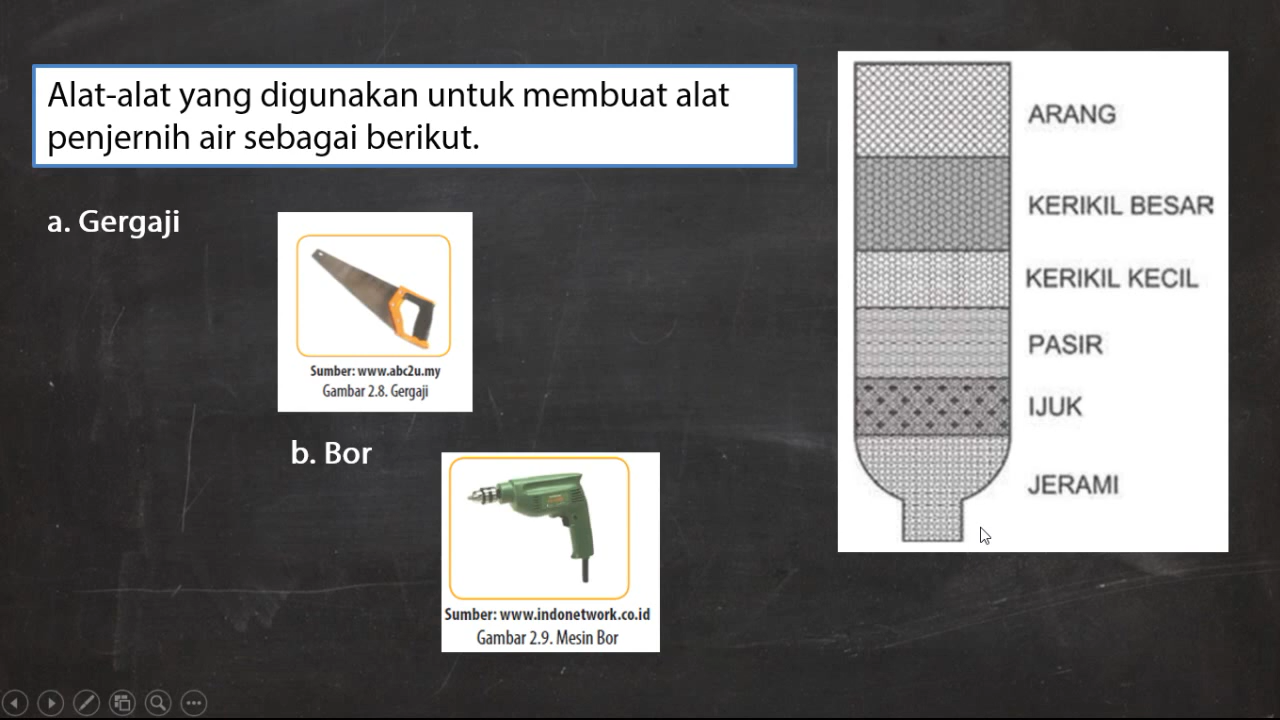 Alat-alat yang digunakan untuk membuat alat
penjernih air sebagai berikut.
a. Gergaji
Sumber: www.abc2u.my
Gambar 2.8. Gergaji
b. Bor
Sumber: www.indonetwork.co.id
Gambar 2.9. Mesin Bor
ARANG
KERIKIL BESAR
KERIKIL KECIL
PASIR
IJUK
JERAMI